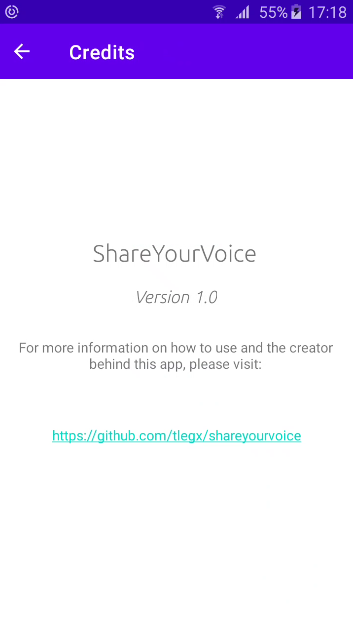 55% 17:18
Credits
ShareYourVoice
Version 1.0
For more information on how to use and the creator
behind this app, please visit:
https://github.com/tlegx/shareyourvoice